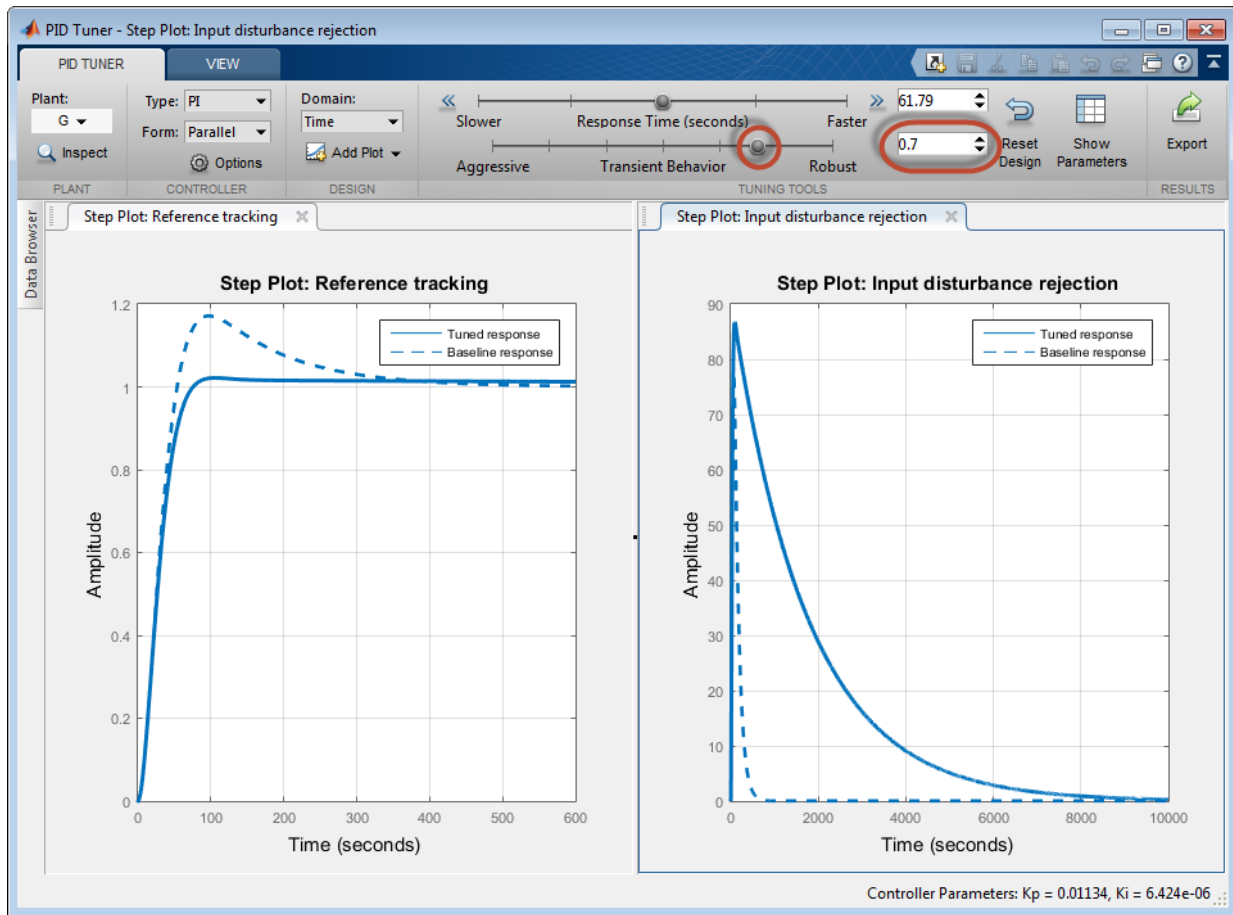 PID Tuner - Step Plot: Input disturbance rejection
PID TUNER
VIEW
Plant:
G
Inspect
PLANT
Type: PI
Form: Parallel
Options
CONTROLLER
Domain:
Time
Add Plot
DESIGN
Slower Response Time (seconds) Faster
61.79
Aggressive Transient Behavior Robust
0.7
TUNING TOOLS
Reset
Design
Show
Parameters
Export
RESULTS
Data Browser
Step Plot: Reference tracking
Step Plot: Input disturbance rejection
Step Plot: Reference tracking
Tuned response
Baseline response
Amplitude
1.2
1
0.8
0.6
0.4
0.2
0
0 100 200 300 400 500 600
Time (seconds)
Step Plot: Input disturbance rejection
Tuned response
Baseline response
Amplitude
90
80
70
60
50
40
30
20
10
0
0 2000 4000 6000 8000 10000
Time (seconds)
Controller Parameters: Kp = 0.01134, Ki = 6.424e-06